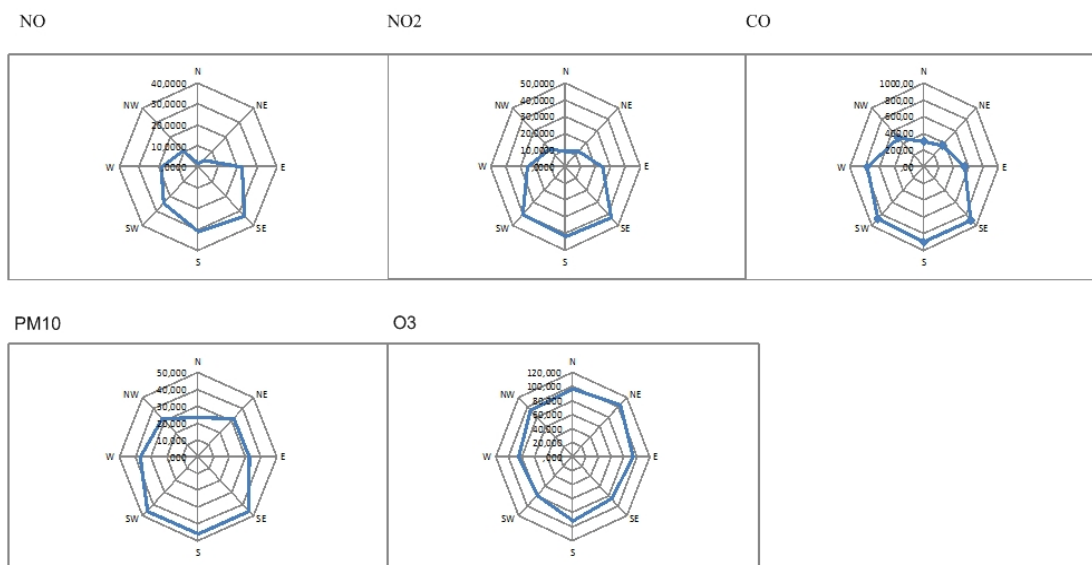 NO
NO2
CO
N
NE
E
SE
S
SW
W
NW
40,0000
30,0000
20,0000
10,0000
,0000
N
NE
E
SE
S
SW
W
NW
50,0000
40,0000
30,0000
20,0000
10,0000
,0000
N
NE
E
SE
S
SW
W
NW
1000,00
800,00
600,00
400,00
200,00
,00
PM10
O3
N
NE
E
SE
S
SW
W
NW
50,000
40,000
30,000
20,000
10,000
,000
N
NE
E
SE
S
SW
W
NW
120,000
100,000
80,000
60,000
40,000
20,000
,000